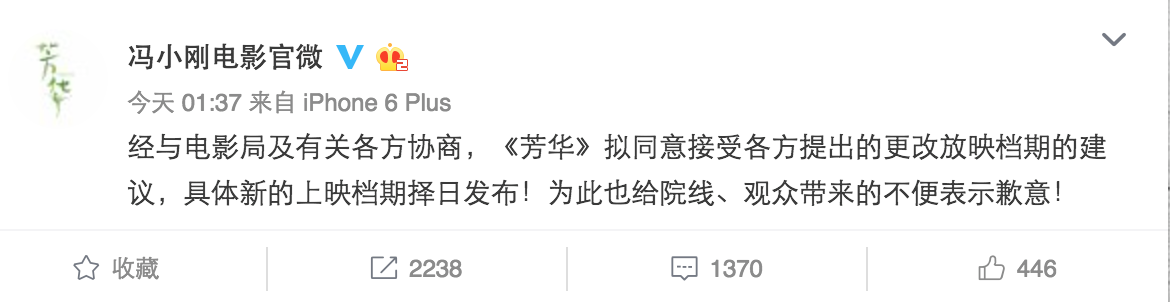 芳华
冯小刚电影官微
今天 01:37 来自 iPhone 6 Plus
经与电影局及有关各方协商，《芳华》拟同意接受各方提出的更改放映档期的建
议，具体新的上映档期择日发布！为此也给院线、观众带来的不便表示歉意！
收藏 2238 1370 446